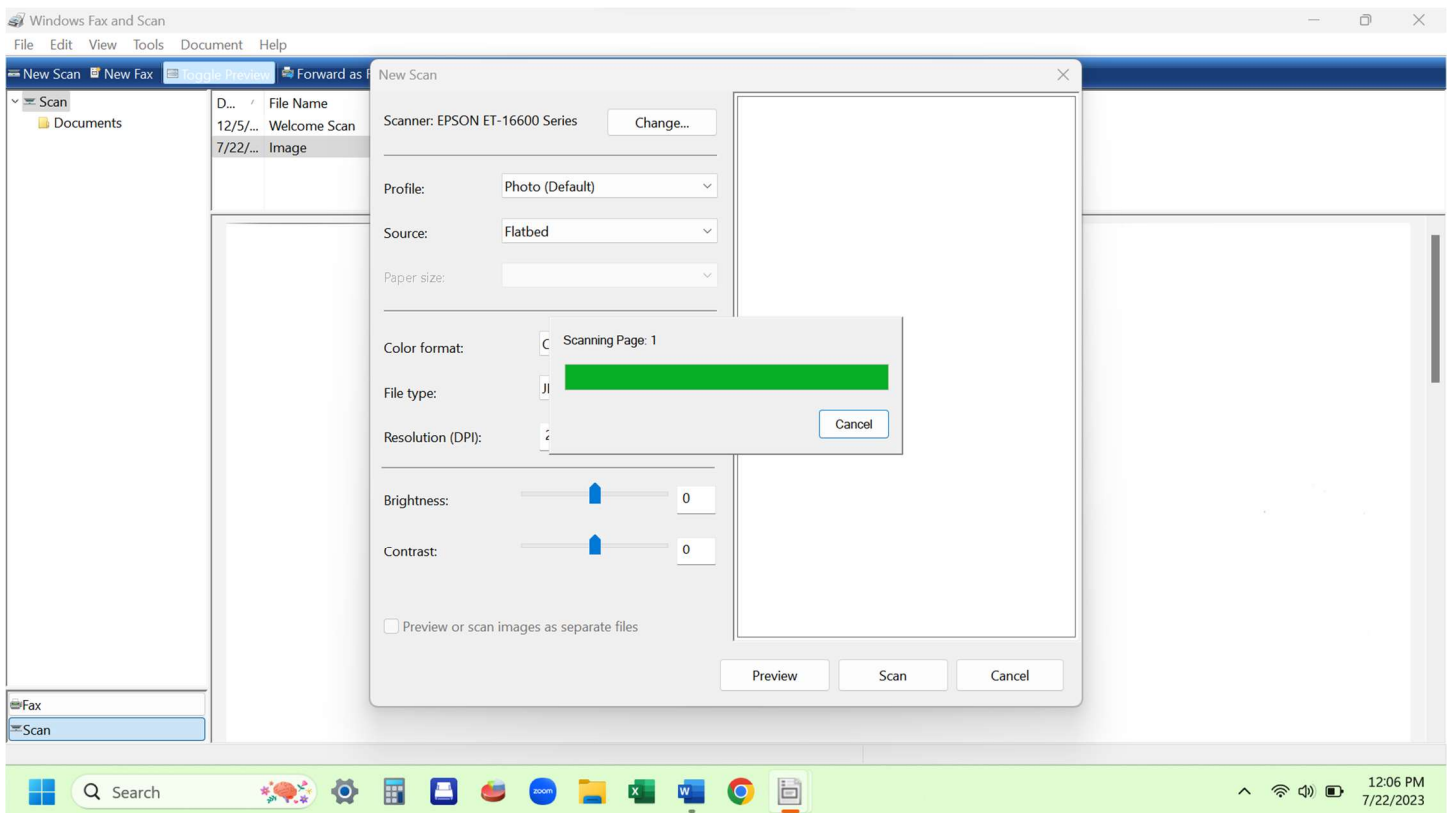 Windows Fax and Scan
File Edit View Tools Document Help
New Scan New Fax Toggle Preview Forward as
New Scan
Scan
Documents
D... File Name
12/5/... Welcome Scan
7/22/... Image
Scanner: EPSON ET-16600 Series Change...
Profile: Photo (Default)
Source: Flatbed
Paper size:
Color format:
File type:
Resolution (DPI):
Scanning Page: 1
Cancel
Brightness: 0
Contrast: 0
Preview or scan images as separate files
Preview Scan Cancel
Fax
Scan
Search
zoom
12:06 PM
7/22/2023